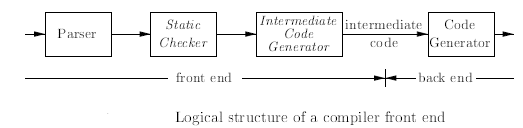 Parser
Static
Checker
Intermediate
Code
Generator
intermediate
code
Code
Generator
front end
back end
Logical structure of a compiler front end